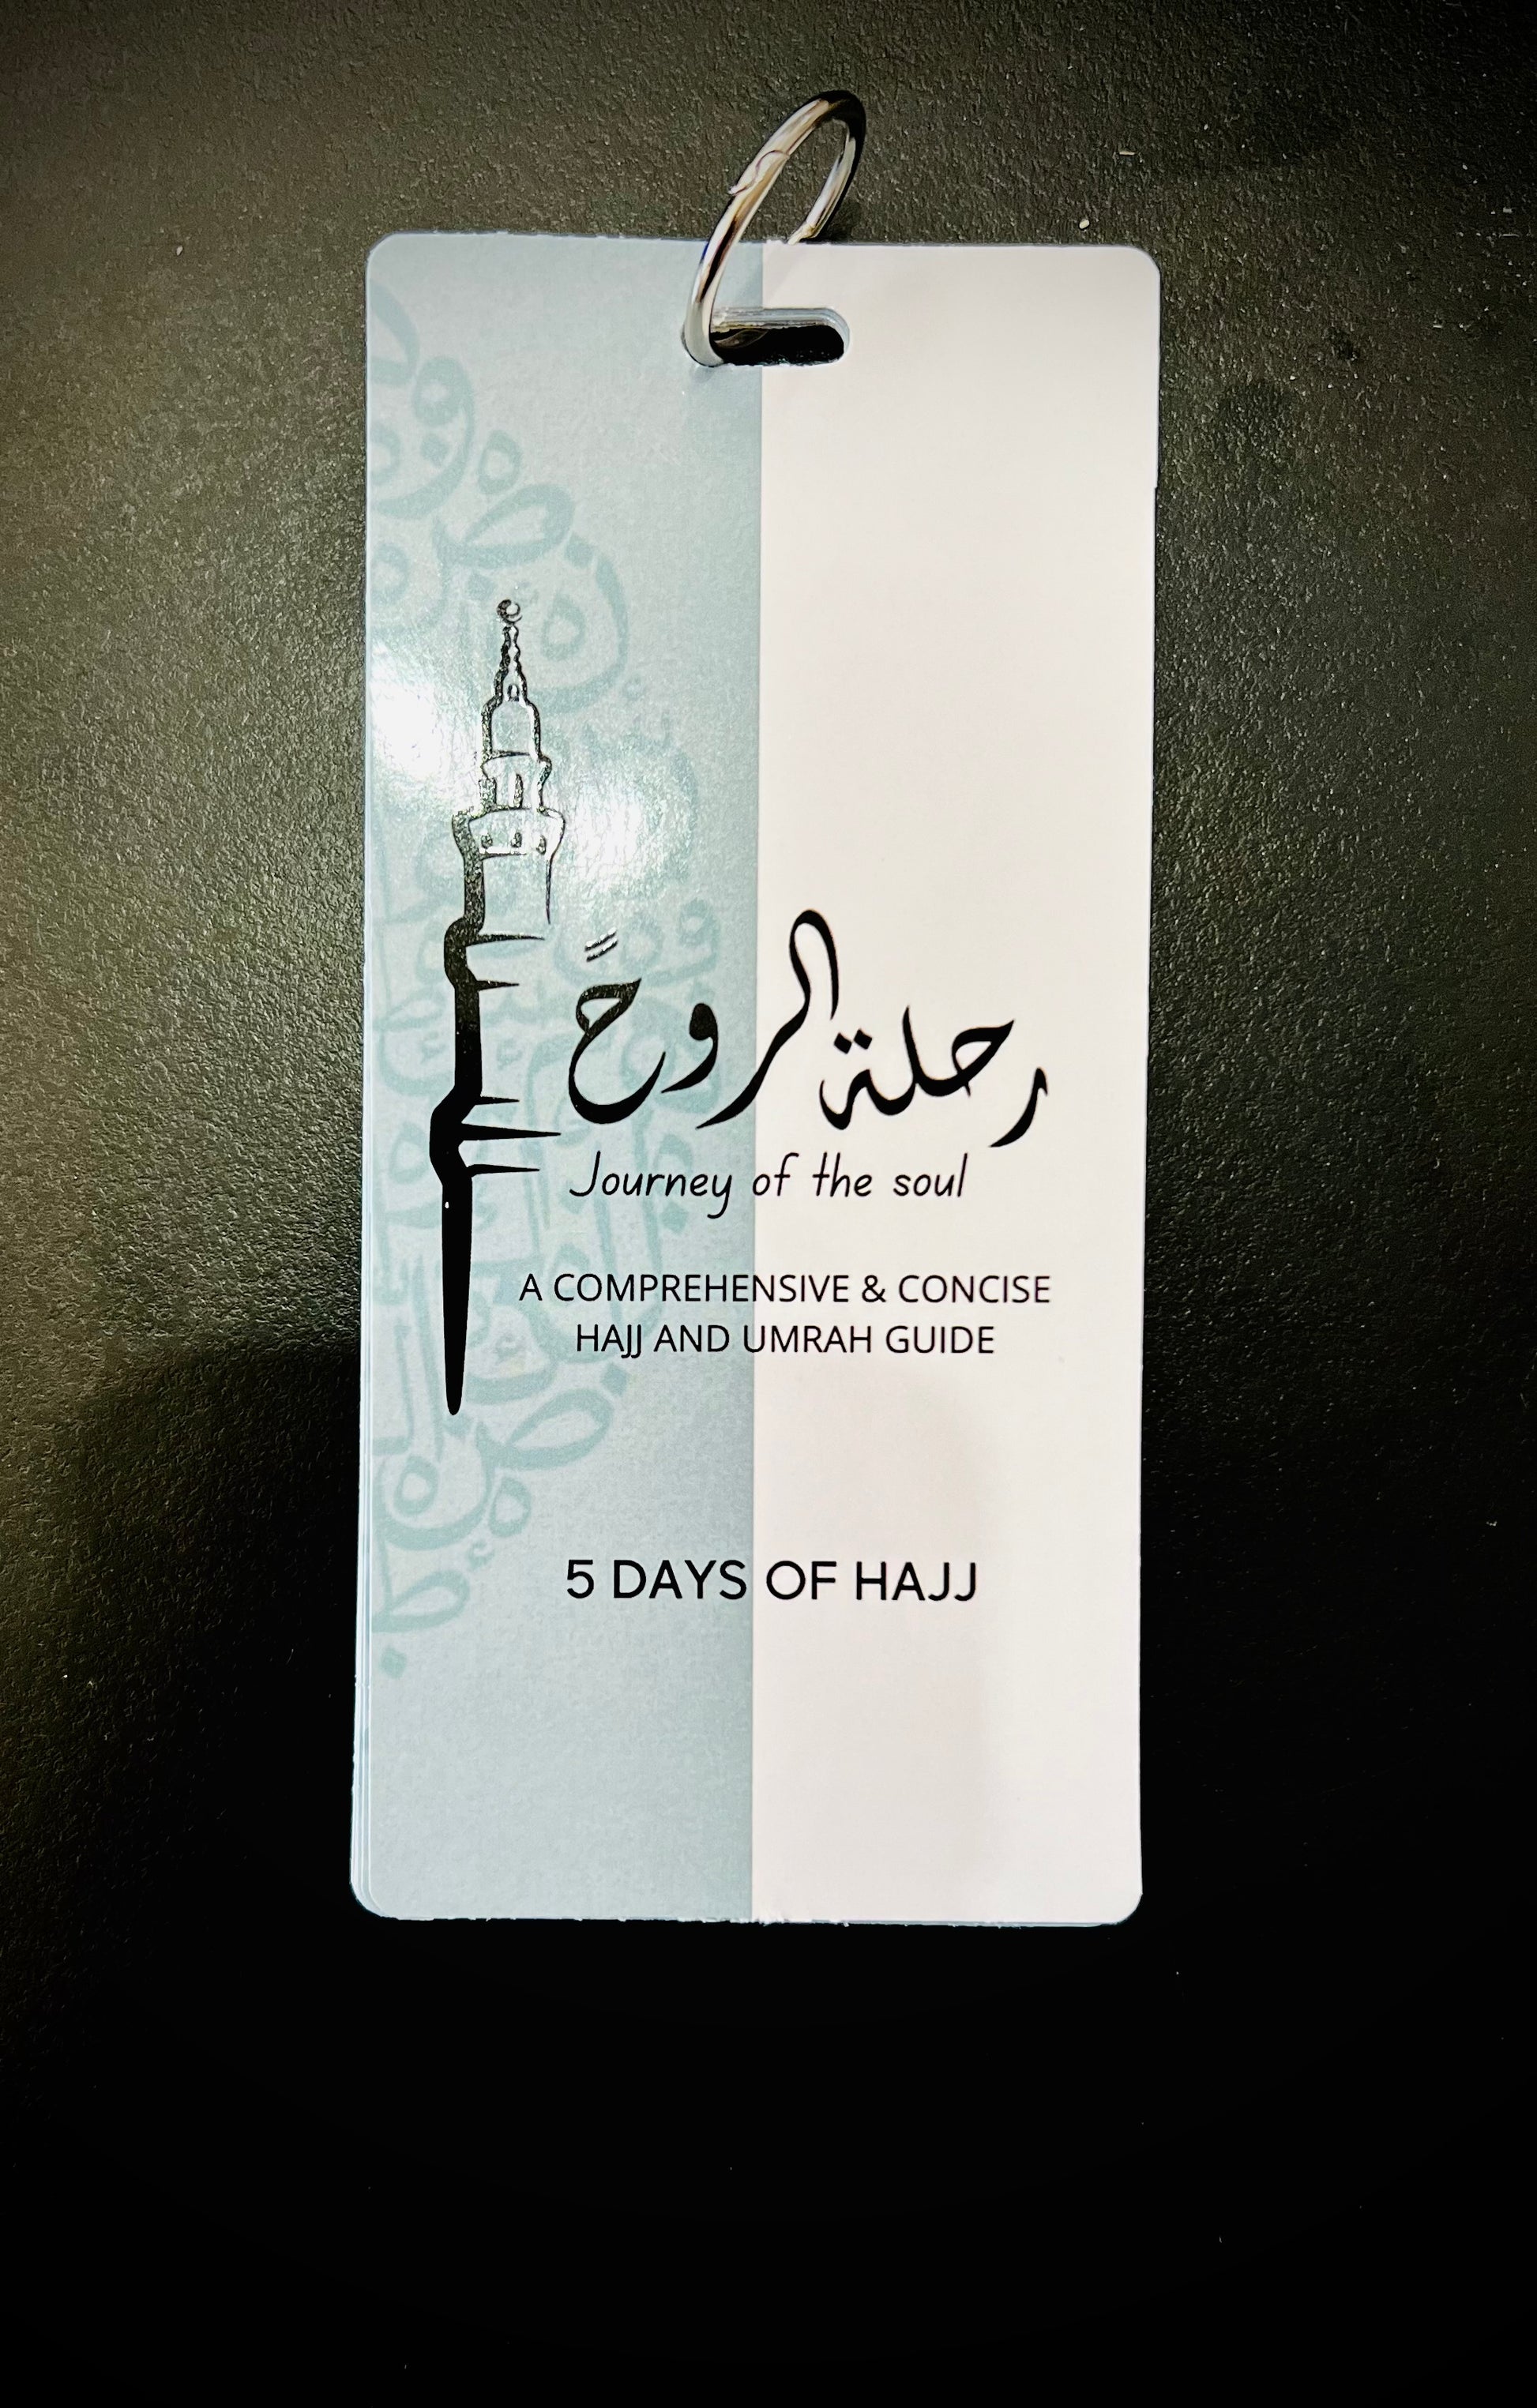 رحلة الروح
Journey of the soul
A COMPREHENSIVE & CONCISE
HAJJ AND UMRAH GUIDE
5 DAYS OF HAJJ